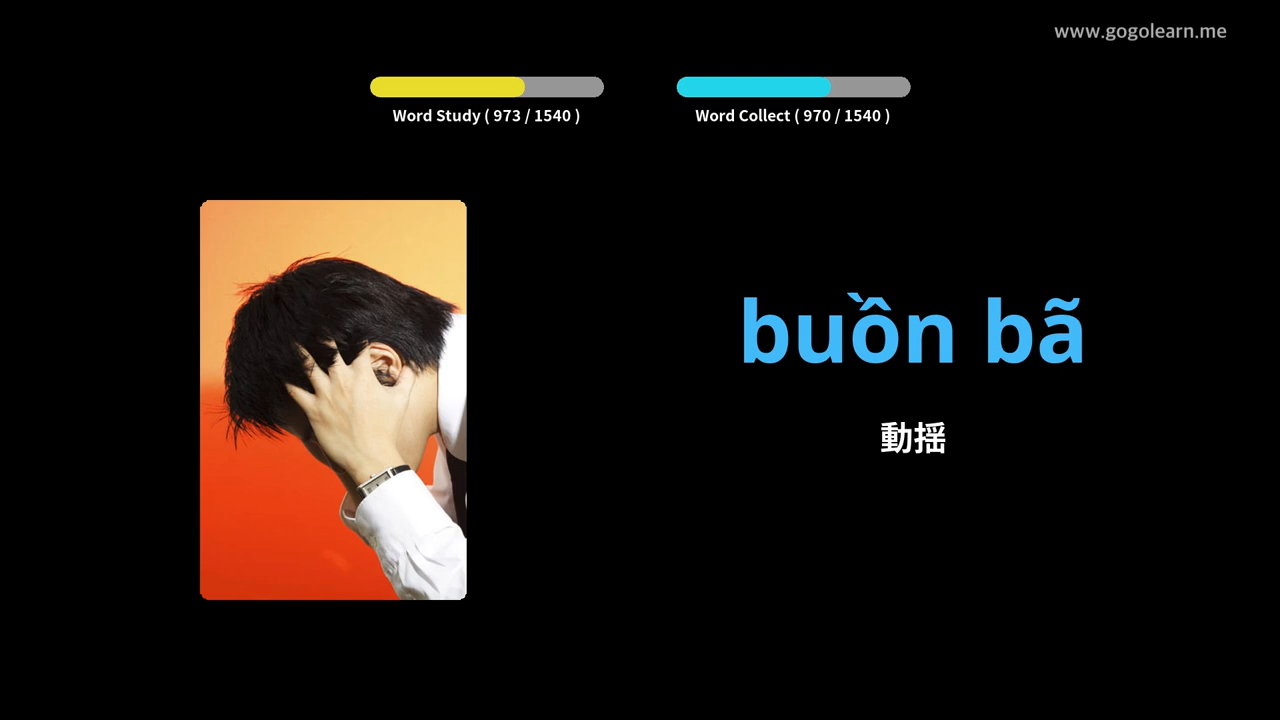 www.gogolearn.me
Word Study ( 973 / 1540 )
Word Collect ( 970 / 1540 )
buồn bã
動揺